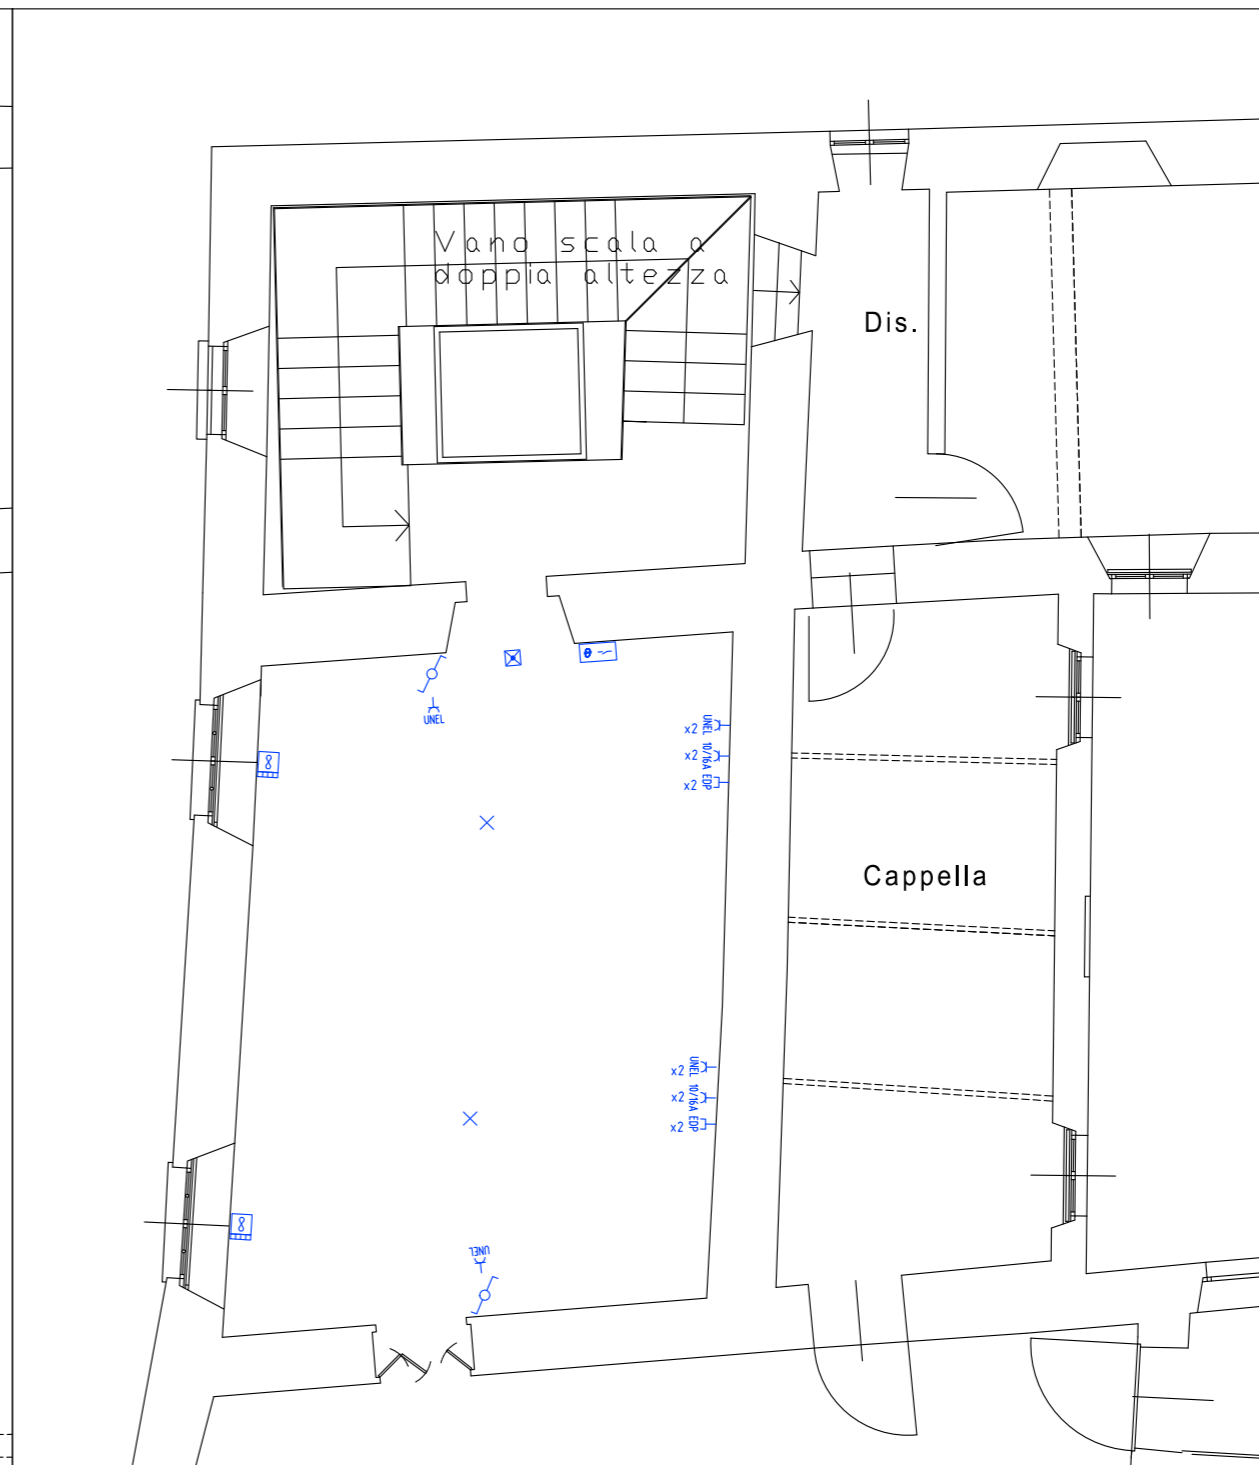 Vano scala a
doppia altezza
Dis.
UNEL
x2 UNEL
x2 10/16A
x2 EDP
Cappella
x2 UNEL
x2 10/16A
x2 EDP
UNEL